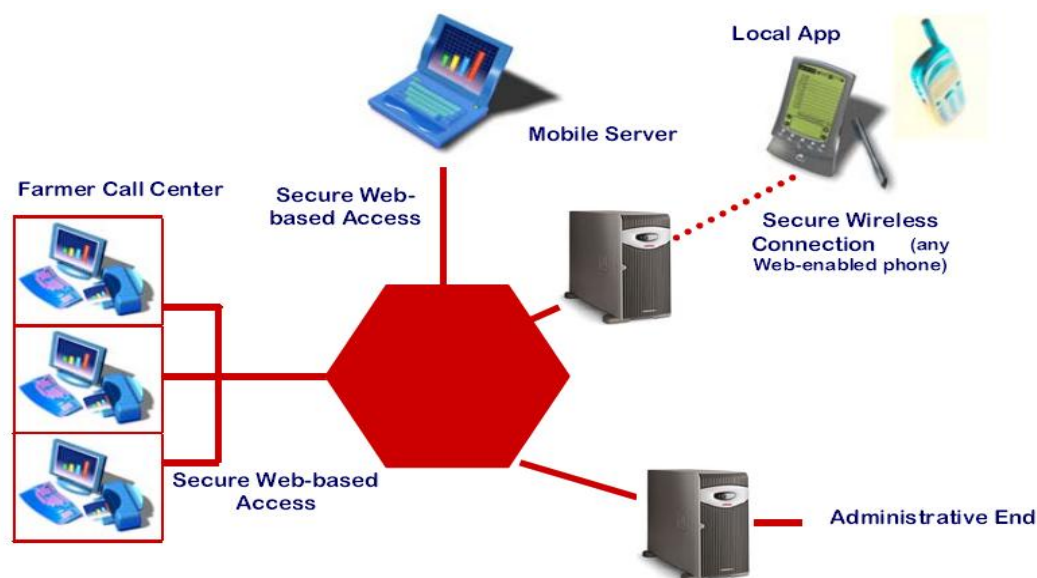 Local App
Mobile Server
Farmer Call Center
Secure Web-
based Access
Secure Wireless
Connection (any
Web-enabled phone)
Secure Web-based
Access
Administrative End